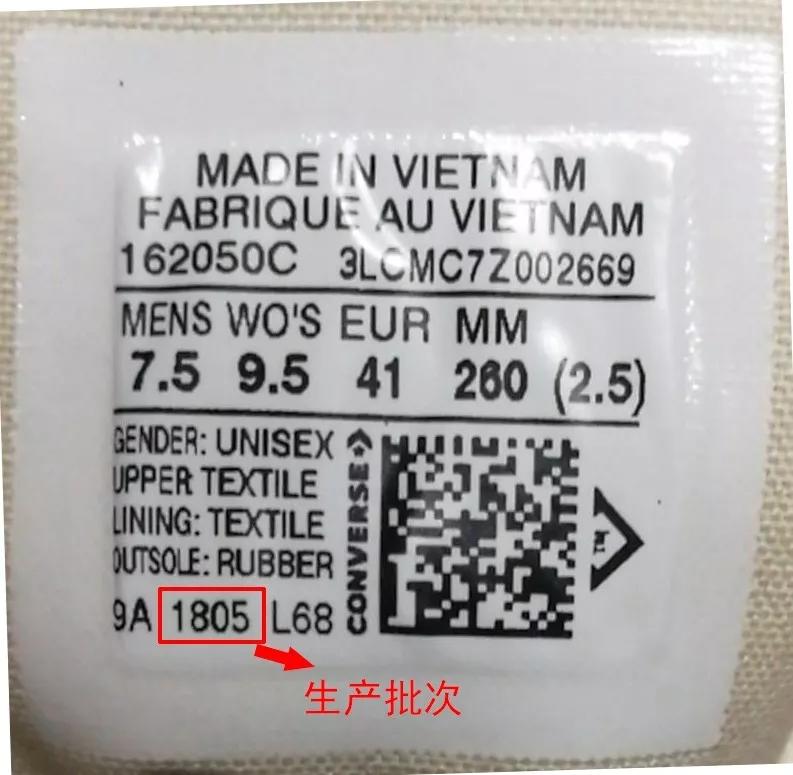 MADE IN VIETNAM
FABRIQUE AU VIETNAM
162050C 3LCMC7Z002669
MENS WO'S EUR MM
7.5 9.5 41 260 (2.5)
GENDER: UNISEX
UPPER TEXTILE
LINING: TEXTILE
OUTSOLE: RUBBER
9A 1805 L68
CONVERSE
生产批次